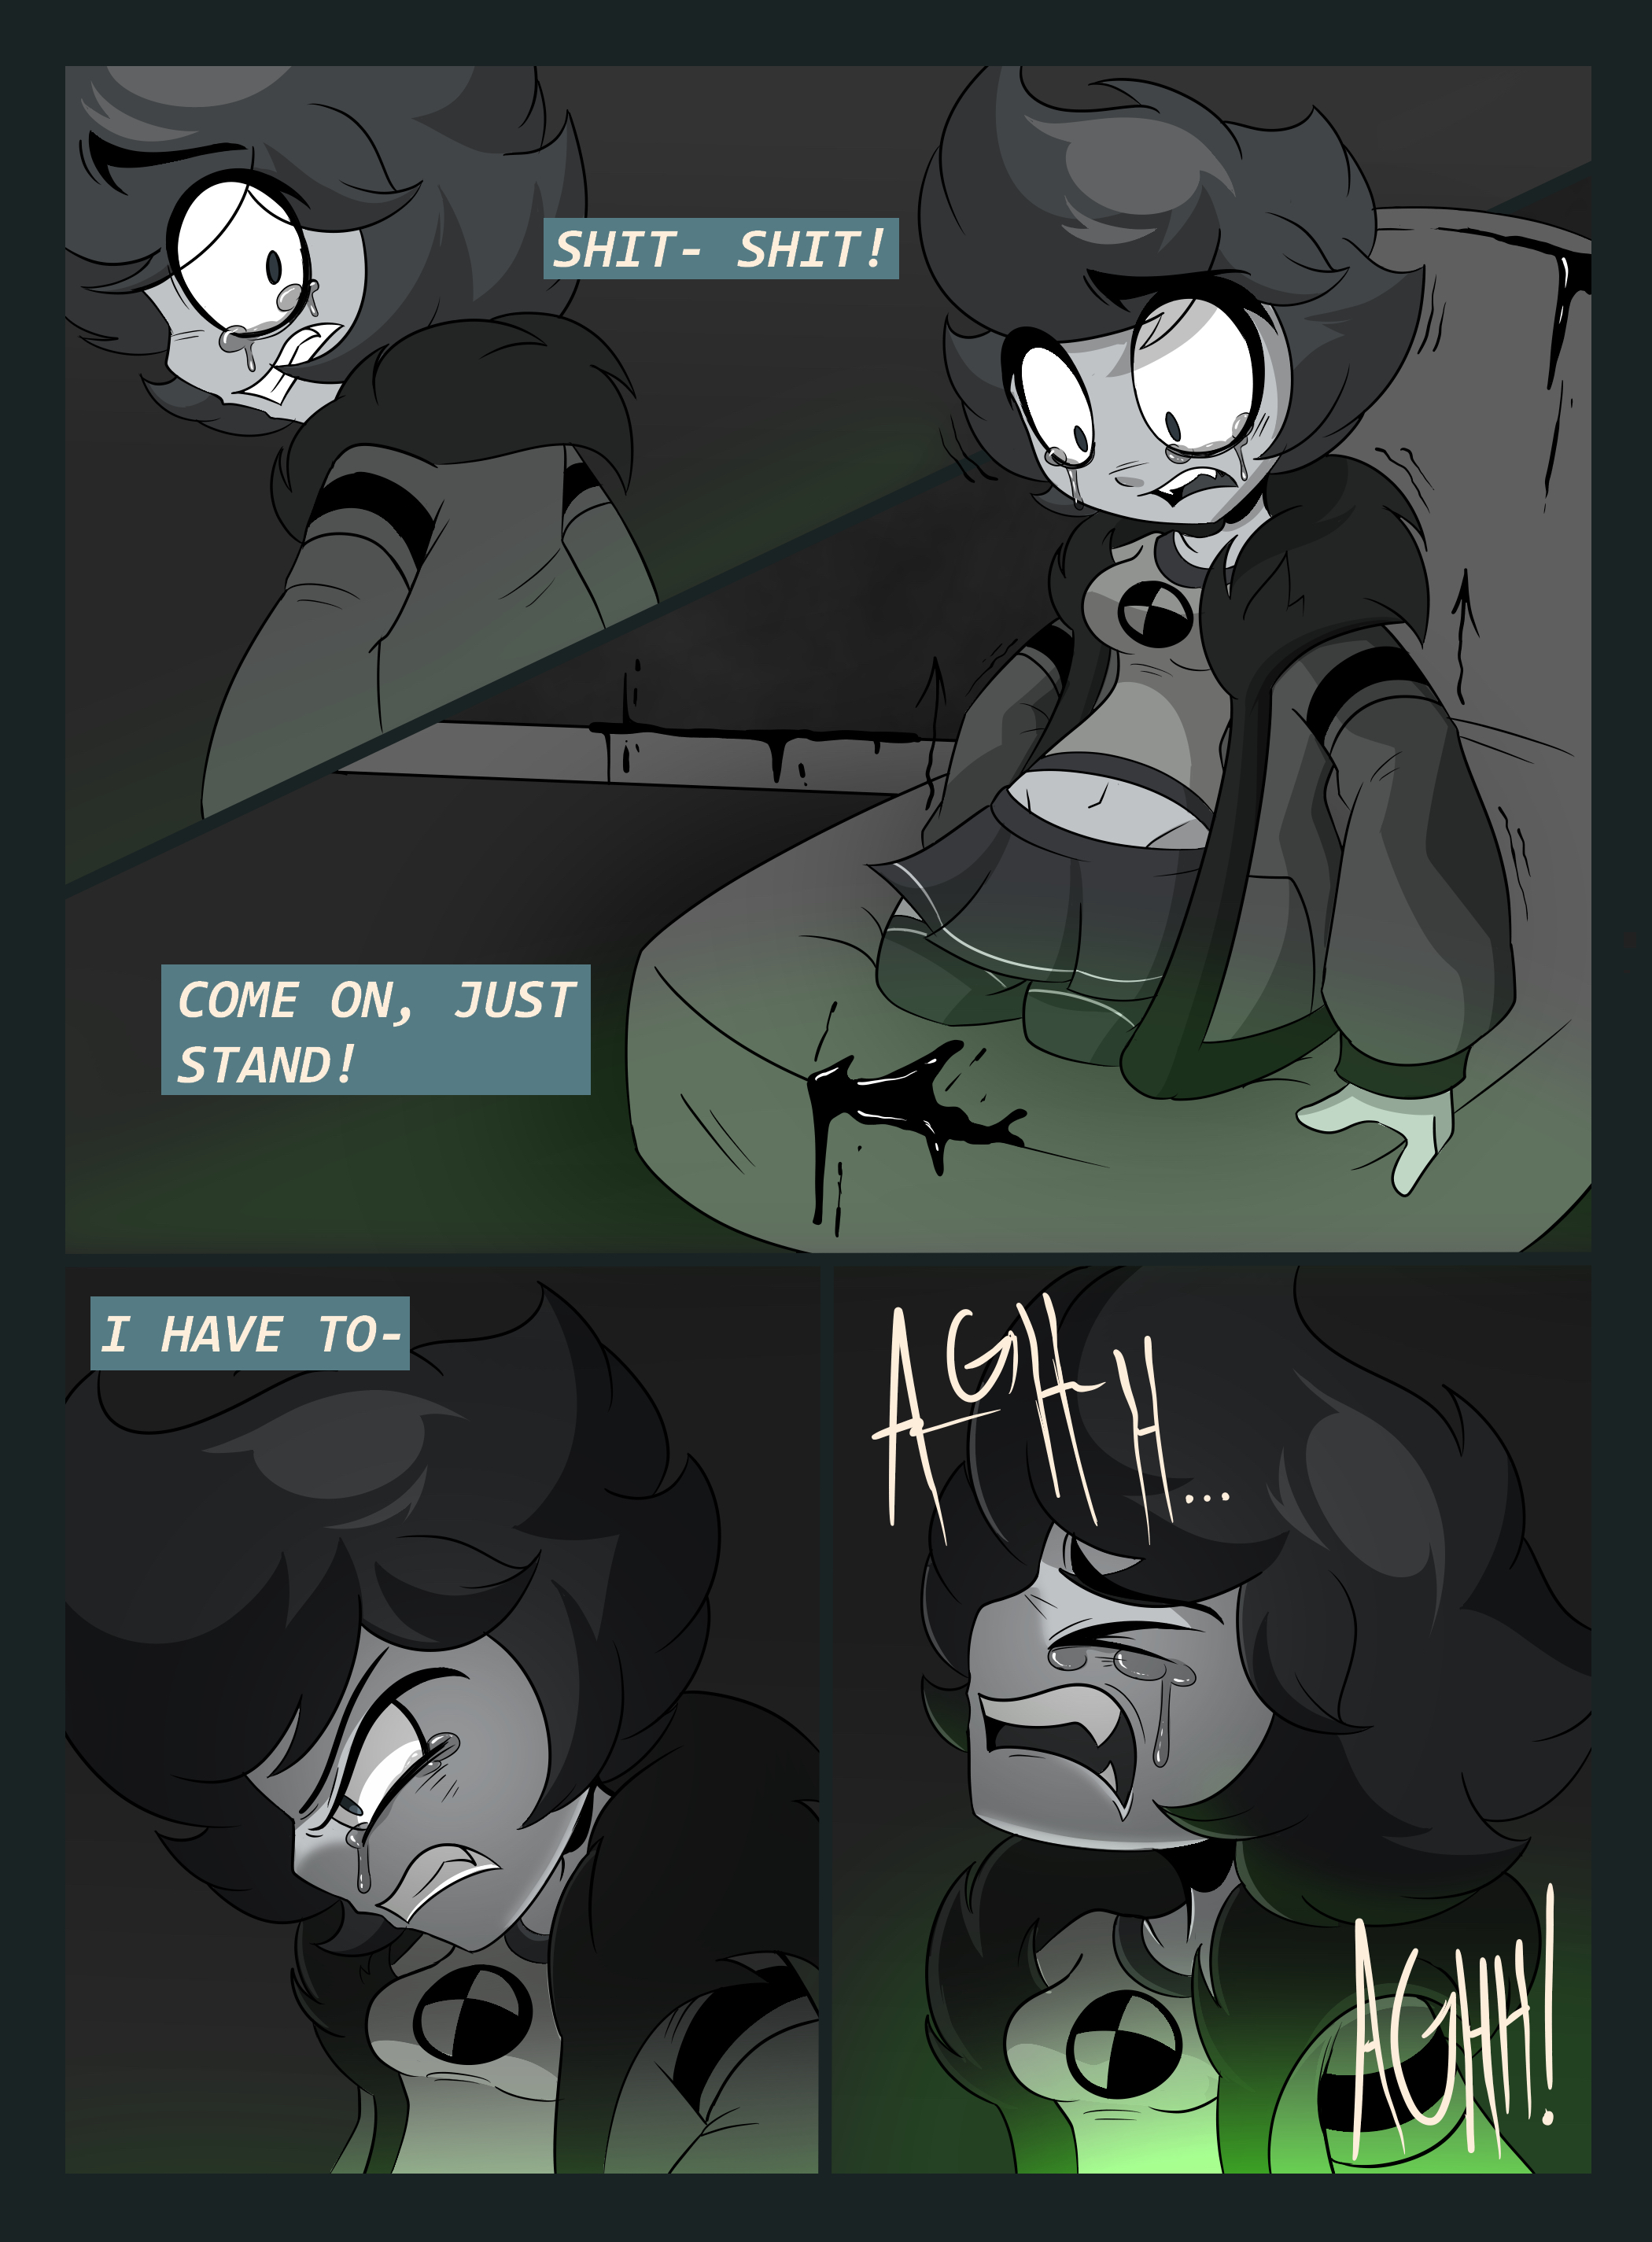 SHIT- SHIT!
COME ON, JUST
STAND!
I HAVE TO-
AGHH...
AGHH!